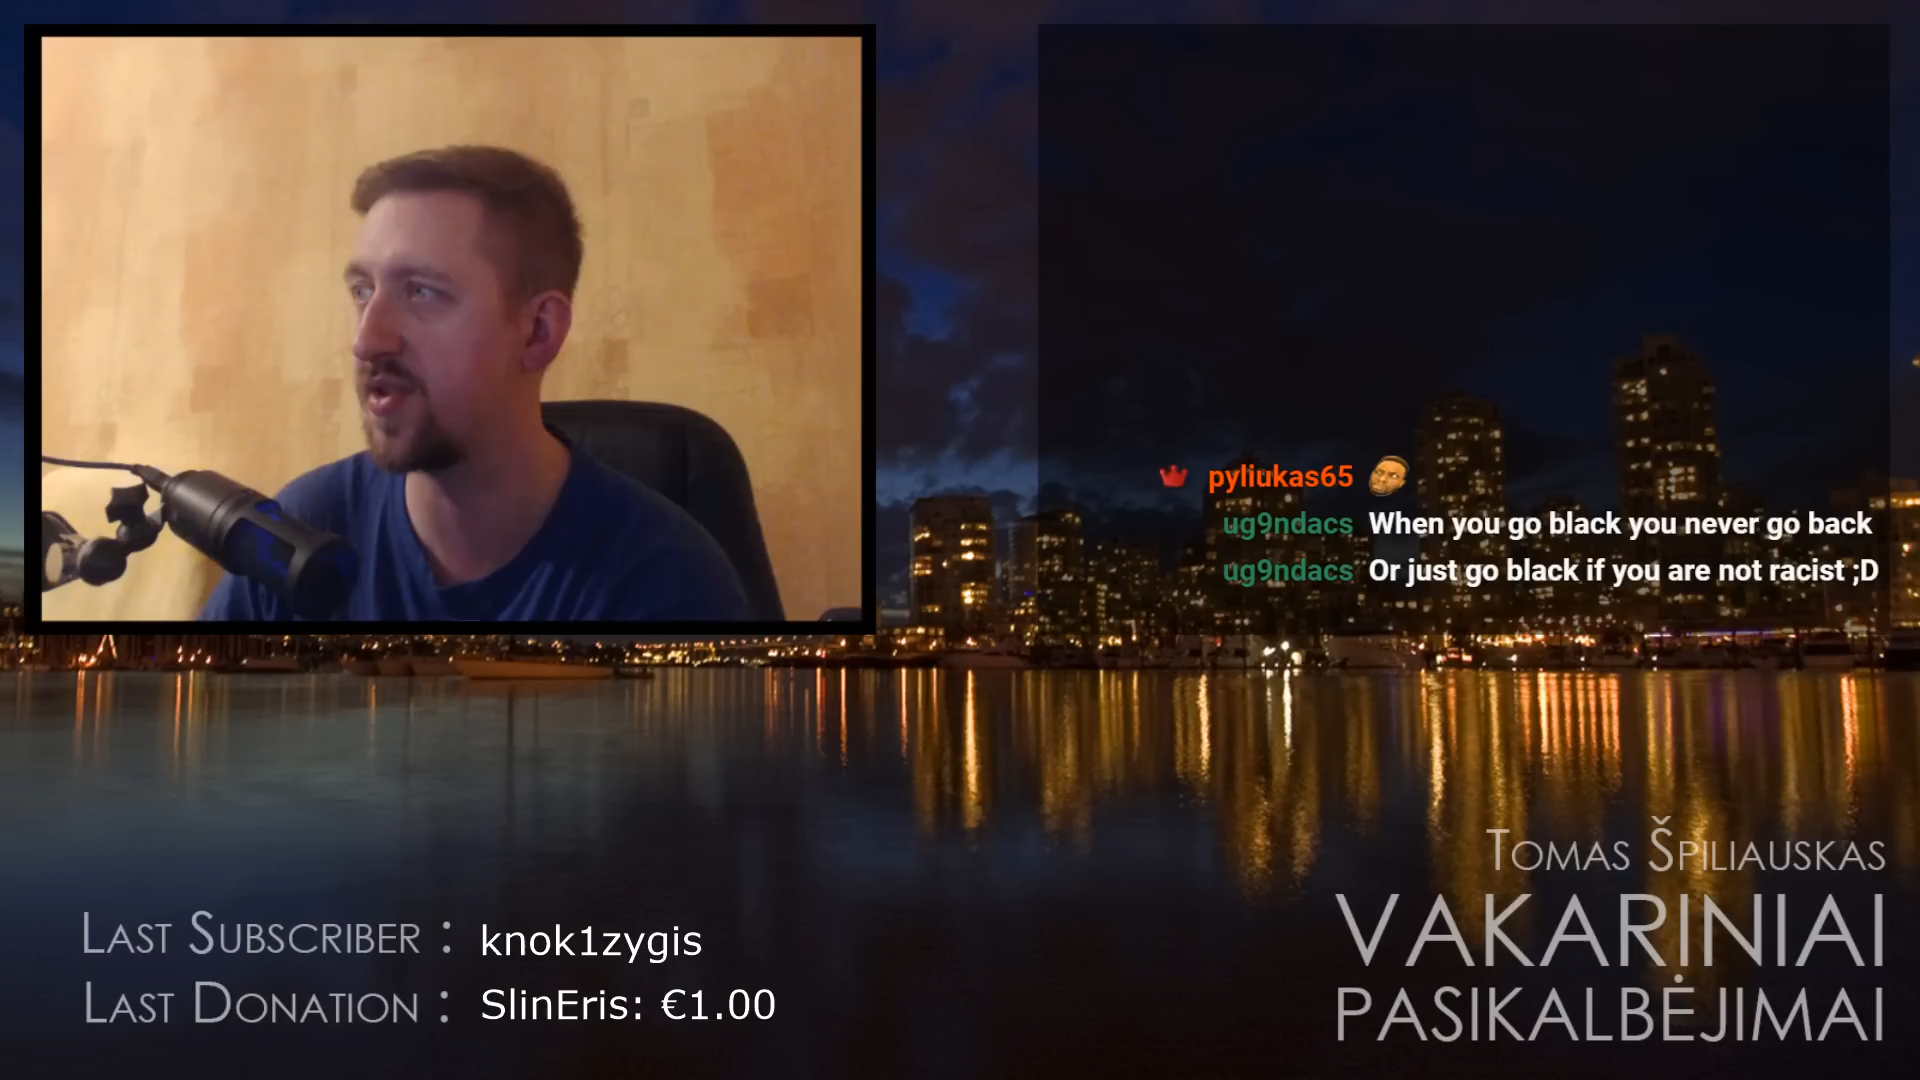 pyliukas65
ug9ndacs When you go black you never go back
ug9ndacs Or just go black if you are not racist ;D
Tomas Špiliauskas
VAKARINIAI
PASIKALBĖJIMAI
Last Subscriber : knok1zygis
Last Donation : SlinEris: €1.00